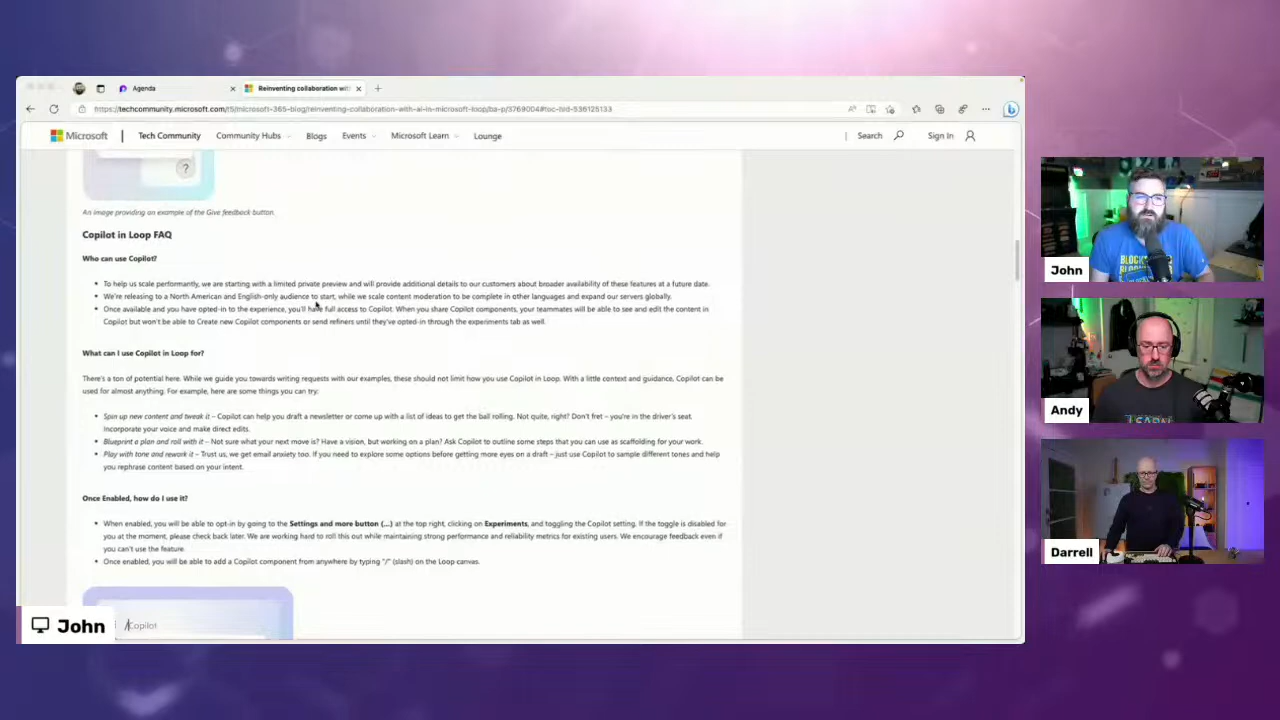 Agenda
Reinventing collaboration with
https://techcommunity.microsoft.com/t5/microsoft-365-blog/reinventing-collaboration-with-ai-in-microsoft-loop/ba-p/3769004#toc-hId-536125133
Microsoft
Tech Community
Community Hubs
Blogs
Events
Microsoft Learn
Lounge
Search
Sign In
?
An image providing an example of the Give feedback button.
Copilot in Loop FAQ
Who can use Copilot?
To help us scale performantly, we are starting with a limited private preview and will provide additional details to our customers about broader availability of these features at a future date.
We're releasing to a North American and English-only audience to start, while we scale content moderation to be complete in other languages and expand our servers globally.
Once available and you have opted-in to the experience, you'll have full access to Copilot. When you share Copilot components, your teammates will be able to see and edit the content in
Copilot but won't be able to Create new Copilot components or send refiners until they've opted-in through the experiments tab as well.
What can I use Copilot in Loop for?
There's a ton of potential here. While we guide you towards writing requests with our examples, these should not limit how you use Copilot in Loop. With a little context and guidance, Copilot can be
used for almost anything. For example, here are some things you can try:
Spin up new content and tweak it – Copilot can help you draft a newsletter or come up with a list of ideas to get the ball rolling. Not quite, right? Don't fret – you're in the driver's seat.
Incorporate your voice and make direct edits.
Blueprint a plan and roll with it – Not sure what your next move is? Have a vision, but working on a plan? Ask Copilot to outline some steps that you can use as scaffolding for your work.
Play with tone and rework it – Trust us, we get email anxiety too. If you need to explore some options before getting more eyes on a draft – just use Copilot to sample different tones and help
you rephrase content based on your intent.
Once Enabled, how do I use it?
When enabled, you will be able to opt-in by going to the Settings and more button (...) at the top right, clicking on Experiments, and toggling the Copilot setting. If the toggle is disabled for
you at the moment, please check back later. We are working hard to roll this out while maintaining strong performance and reliability metrics for existing users. We encourage feedback even if
you can't use the feature.
Once enabled, you will be able to add a Copilot component from anywhere by typing "/" (slash) on the Loop canvas.
/Copilot
John
John
Andy
Darrell